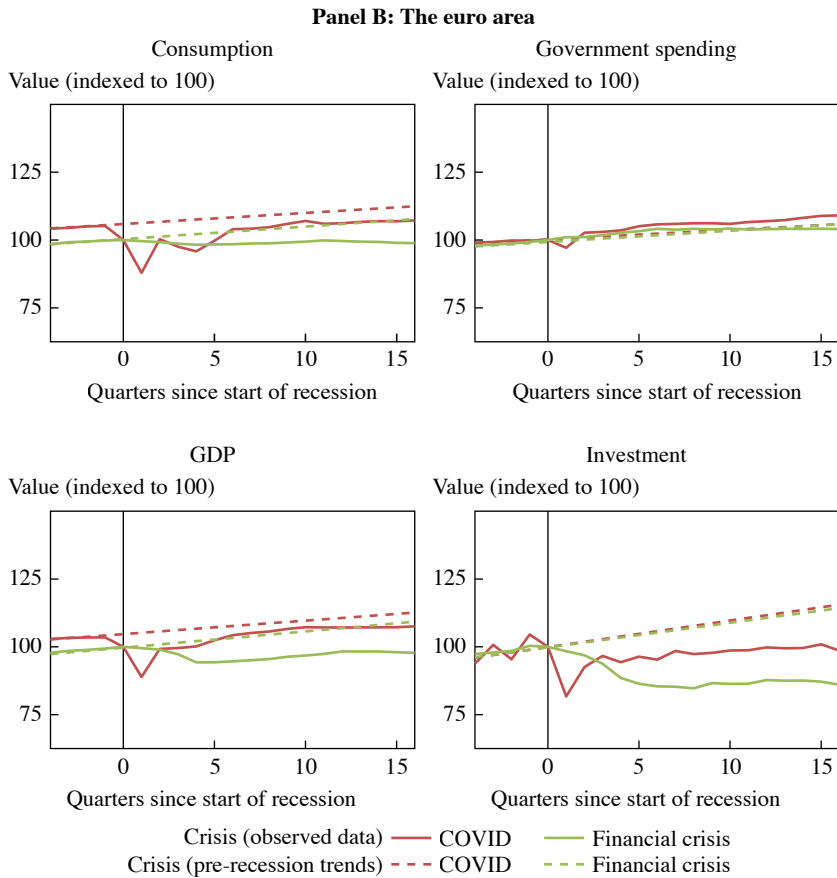 Panel B: The euro area
Consumption
Value (indexed to 100)
125
100
75
0 5 10 15
Quarters since start of recession
Government spending
Value (indexed to 100)
125
100
75
0 5 10 15
Quarters since start of recession
GDP
Value (indexed to 100)
125
100
75
0 5 10 15
Quarters since start of recession
Investment
Value (indexed to 100)
125
100
75
0 5 10 15
Quarters since start of recession
Crisis (observed data) COVID Financial crisis
Crisis (pre-recession trends) COVID Financial crisis